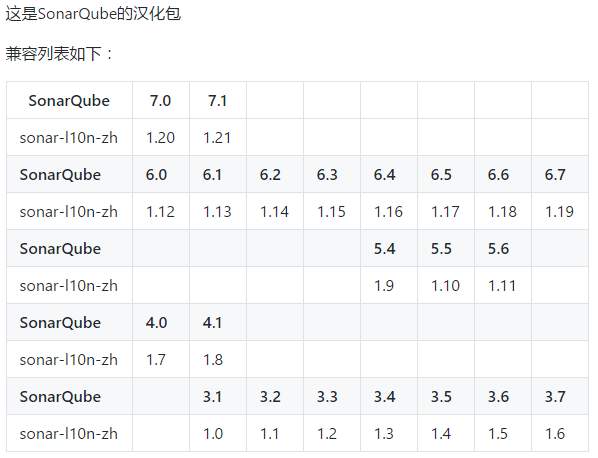 这是SonarQube的汉化包
兼容列表如下：
SonarQube 7.0 7.1
sonar-l10n-zh 1.20 1.21
SonarQube 6.0 6.1 6.2 6.3 6.4 6.5 6.6 6.7
sonar-l10n-zh 1.12 1.13 1.14 1.15 1.16 1.17 1.18 1.19
SonarQube 5.4 5.5 5.6
sonar-l10n-zh 1.9 1.10 1.11
SonarQube 4.0 4.1
sonar-l10n-zh 1.7 1.8
SonarQube 3.1 3.2 3.3 3.4 3.5 3.6 3.7
sonar-l10n-zh 1.0 1.1 1.2 1.3 1.4 1.5 1.6